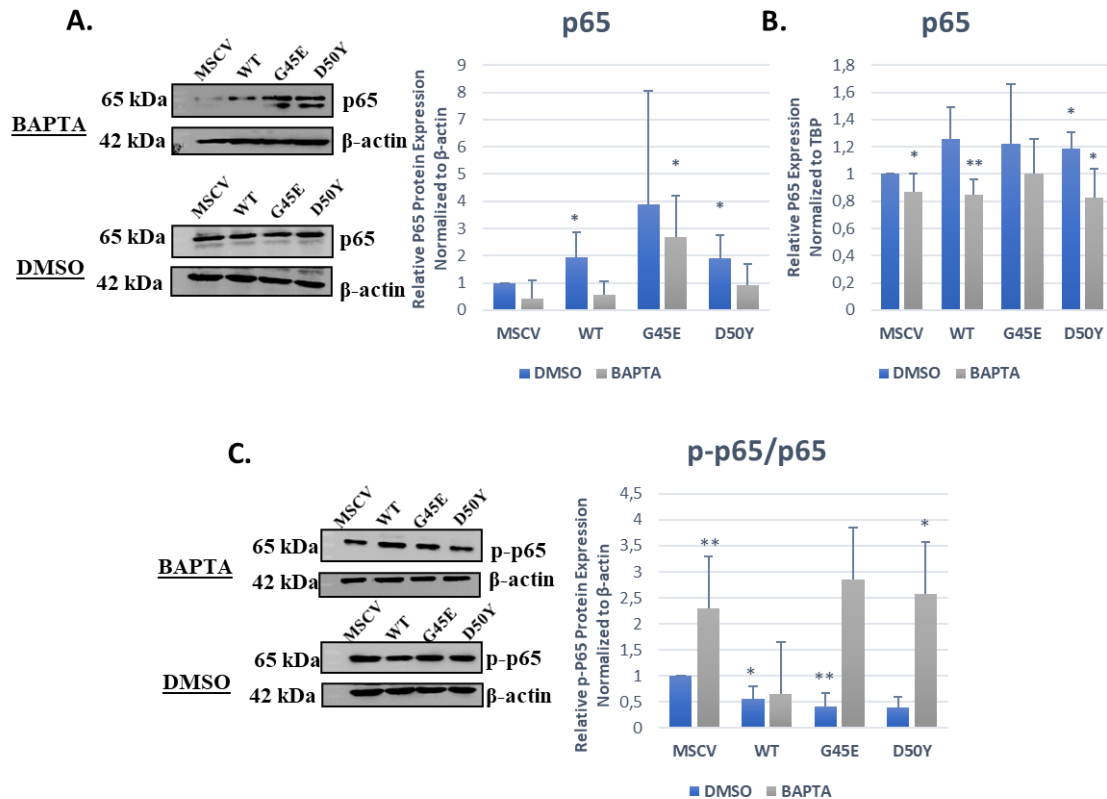 A.
MSCV WT G45E D50Y
65 kDa p65
BAPTA
42 kDa β-actin
MSCV WT G45E D50Y
65 kDa p65
DMSO
42 kDa β-actin
p65
Relative P65 Protein Expression
Normalized to β-actin
9
8
7
6
5
4
3
2
1
0
* * *
MSCV WT G45E D50Y
DMSO BAPTA
B.
p65
Relative P65 Expression
Normalized to TBP
1,8
1,6
1,4
1,2
1
0,8
0,6
0,4
0,2
0
* ** * *
MSCV WT G45E D50Y
DMSO BAPTA
C.
MSCV WT G45E D50Y
65 kDa p-p65
BAPTA
42 kDa β-actin
MSCV WT G45E D50Y
65 kDa p-p65
DMSO
42 kDa β-actin
p-p65/p65
Relative p-P65 Protein Expression
Normalized to β-actin
4,5
4
3,5
3
2,5
2
1,5
1
0,5
0
** * ** *
MSCV WT G45E D50Y
DMSO BAPTA